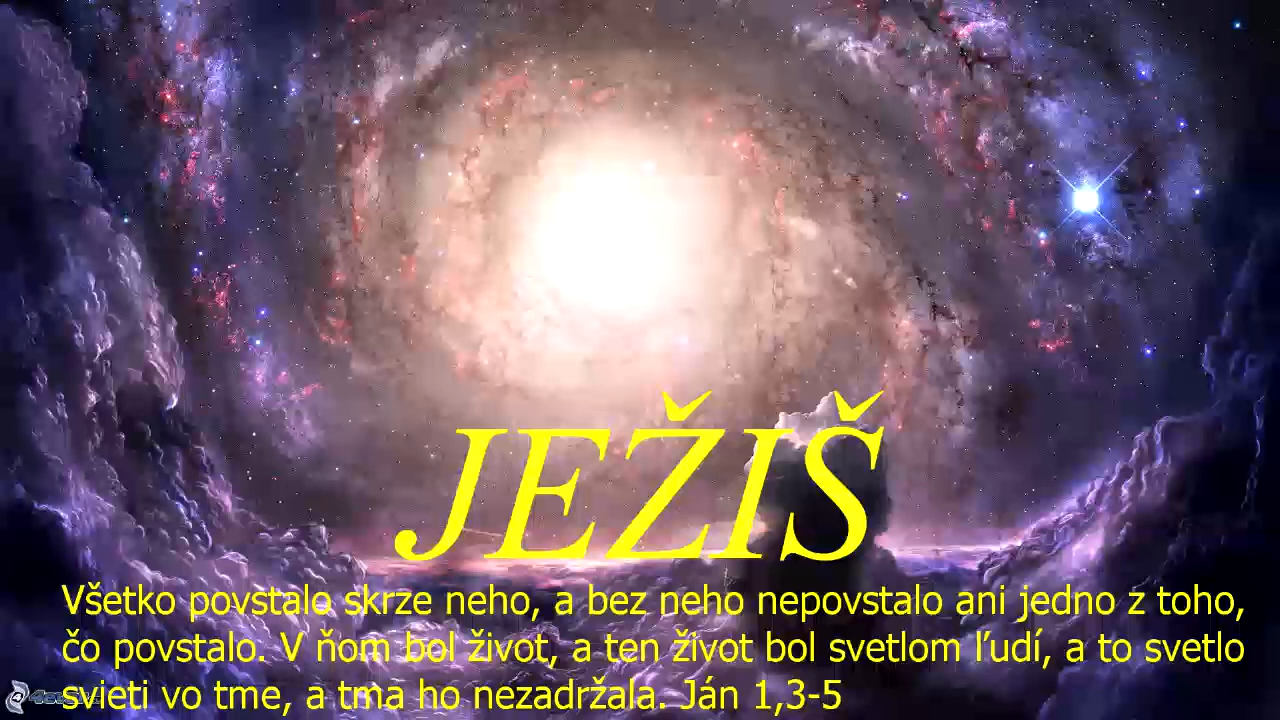 JEŽIŠ
Všetko povstalo skrze neho, a bez neho nepovstalo ani jedno z toho,
čo povstalo. V ňom bol život, a ten život bol svetlom ľudí, a to svetlo
svieti vo tme, a tma ho nezadržala. Ján 1,3-5